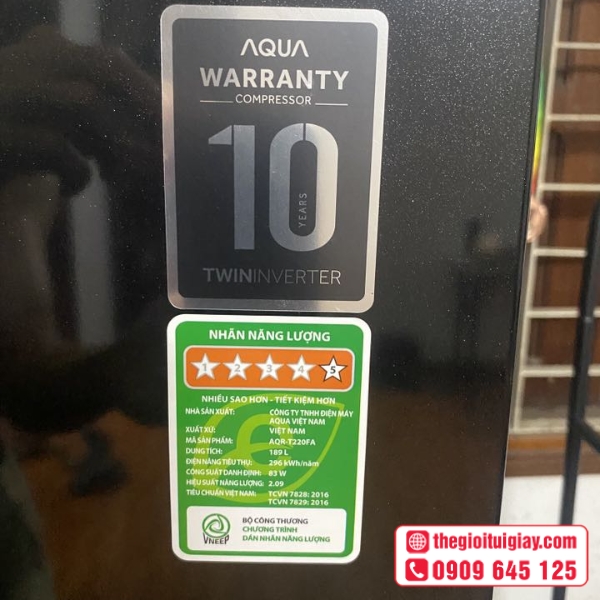 AQUA
WARRANTY
COMPRESSOR
10
YEARS
TWININVERTER
NHÃN NĂNG LƯỢNG
1 2 3 4 5
NHIỀU SAO HƠN - TIẾT KIỆM HƠN
NHÀ SẢN XUẤT: CÔNG TY TNHH ĐIỆN MÁY
AQUA VIỆT NAM
XUẤT XỨ: VIỆT NAM
MÃ SẢN PHẨM: AQR-T220FA
DUNG TÍCH: 189 L
ĐIỆN NĂNG TIÊU THỤ: 296 kWh/năm
CÔNG SUẤT DANH ĐỊNH: 83 W
HIỆU SUẤT NĂNG LƯỢNG: 2.09
TIÊU CHUẨN VIỆT NAM: TCVN 7828: 2016
TCVN 7829: 2016
VNEEP
BỘ CÔNG THƯƠNG
CHƯƠNG TRÌNH
DÁN NHÃN NĂNG LƯỢNG
thegioituigiay.com
0909 645 125